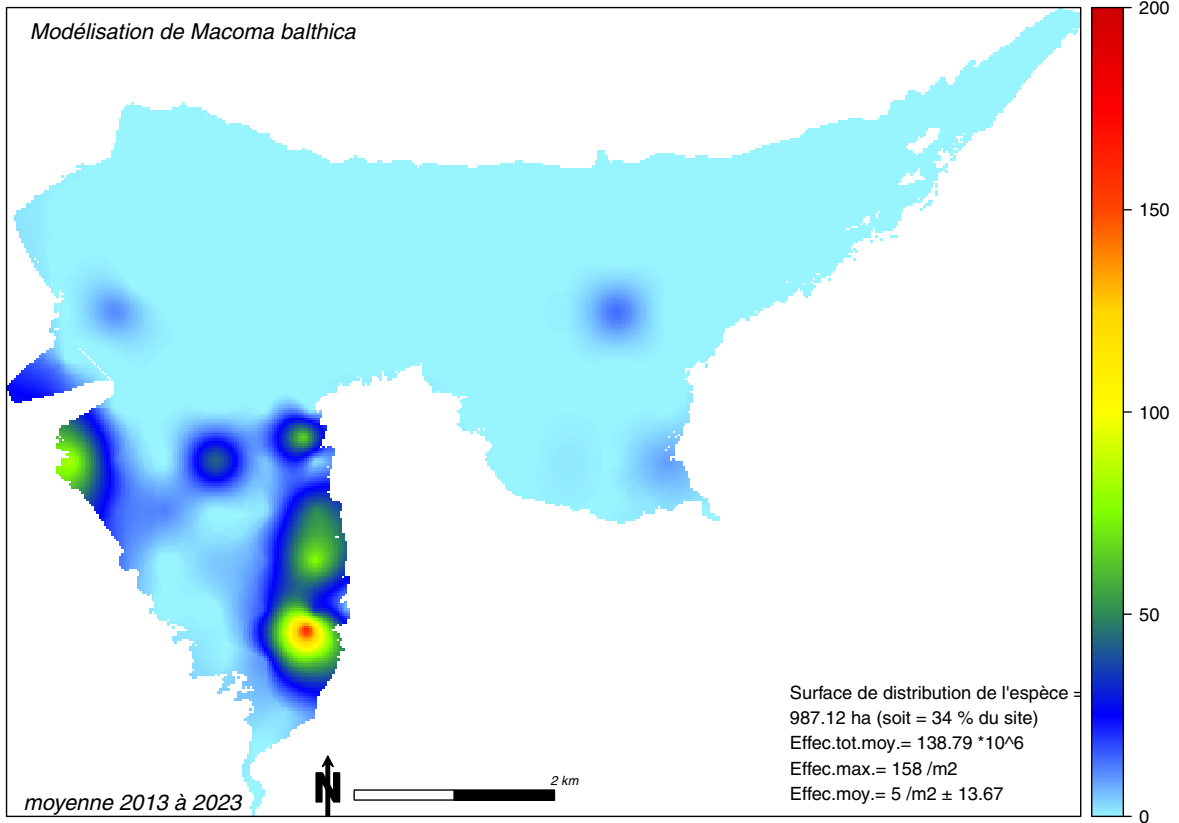 Modélisation de Macoma balthica
200
150
100
50
0
Surface de distribution de l'espèce =
987.12 ha (soit = 34 % du site)
Effec.tot.moy.= 138.79 *10^6
Effec.max.= 158 /m2
Effec.moy.= 5 /m2 ± 13.67
N
2 km
moyenne 2013 à 2023